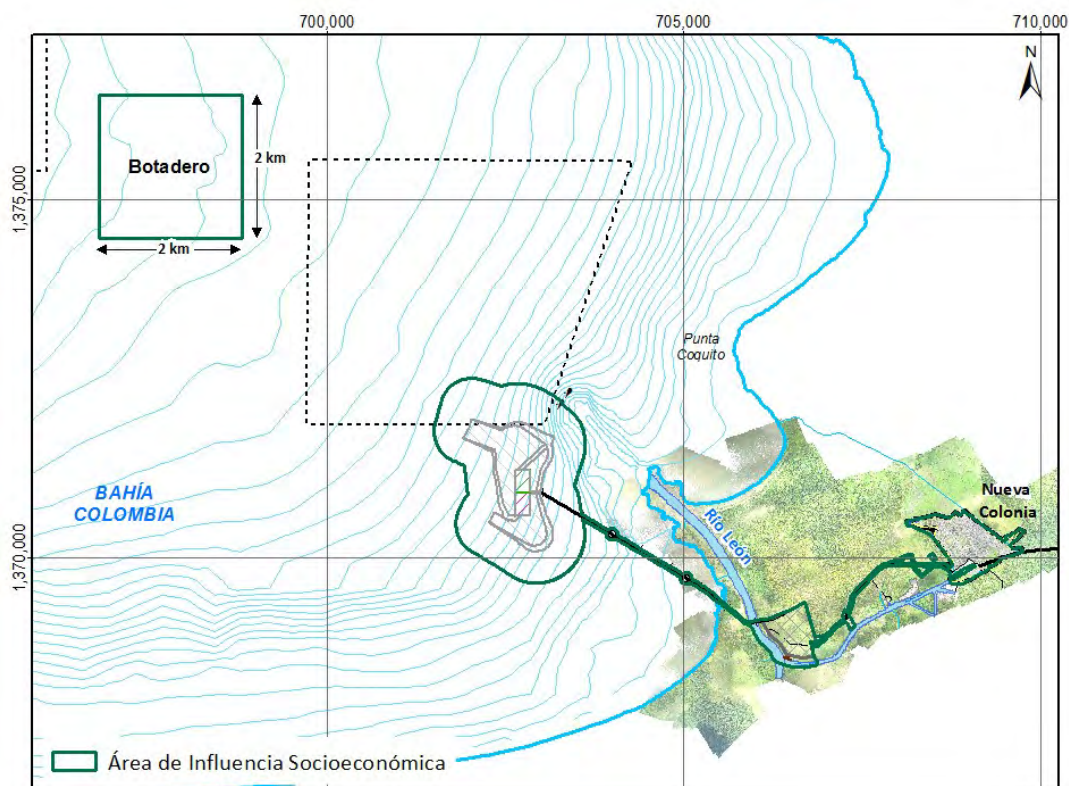 700,000
705,000
710,000
N
Botadero
2 km
2 km
1,375,000
Punta
Coquito
BAHÍA
COLOMBIA
Río León
Nueva
Colonia
1,370,000
Área de Influencia Socioeconómica